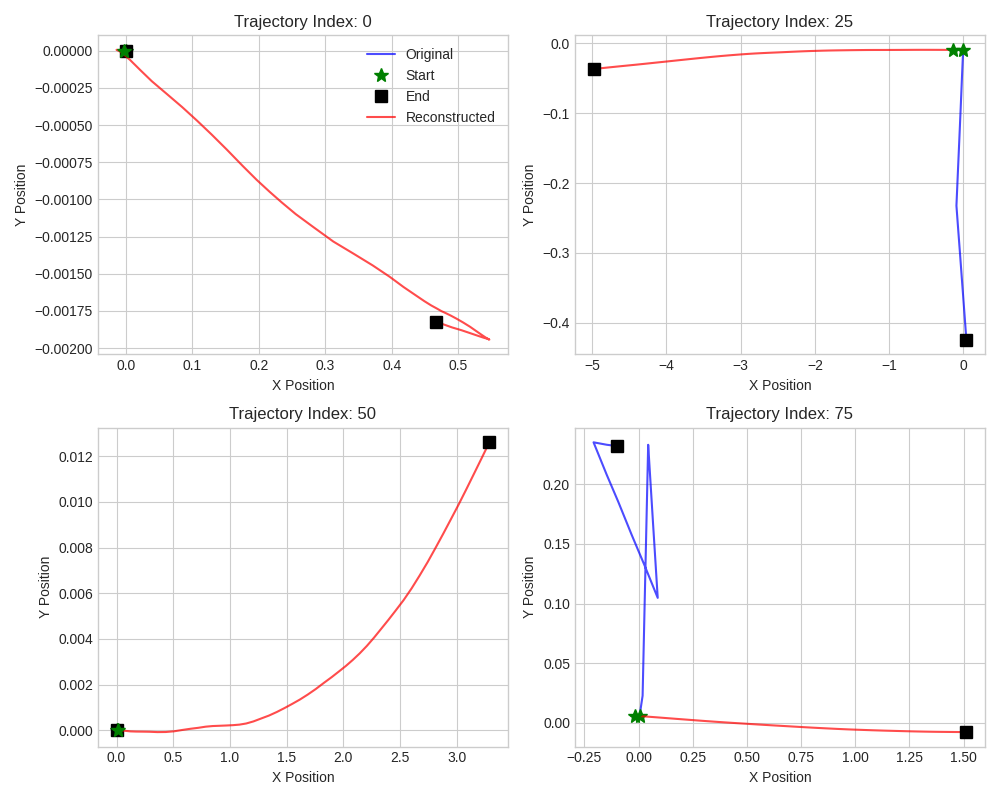 Trajectory Index: 0
0.00000
−0.00025
−0.00050
−0.00075
−0.00100
−0.00125
−0.00150
−0.00175
−0.00200
Y Position
Original
Start
End
Reconstructed
0.0 0.1 0.2 0.3 0.4 0.5
X Position
Trajectory Index: 25
0.0
−0.1
−0.2
−0.3
−0.4
Y Position
−5 −4 −3 −2 −1 0
X Position
Trajectory Index: 50
0.012
0.010
0.008
0.006
0.004
0.002
0.000
Y Position
0.0 0.5 1.0 1.5 2.0 2.5 3.0
X Position
Trajectory Index: 75
0.20
0.15
0.10
0.05
0.00
Y Position
−0.25 0.00 0.25 0.50 0.75 1.00 1.25 1.50
X Position